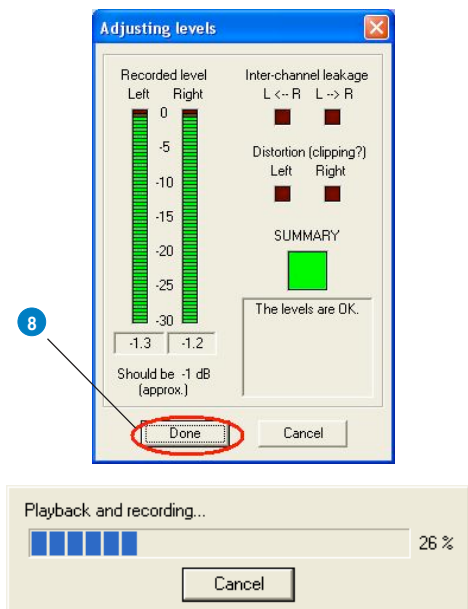 Adjusting levels
Recorded level
Left Right
0
-5
-10
-15
-20
-25
-30
-1.3 -1.2
Should be -1 dB
(approx.)
Inter-channel leakage
L <-- R L --> R
Distortion (clipping?)
Left Right
SUMMARY
The levels are OK.
8
Done Cancel
Playback and recording...
26 %
Cancel